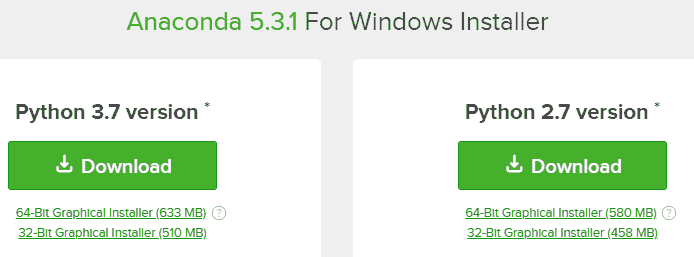 Anaconda 5.3.1 For Windows Installer
Python 3.7 version *
Download
64-Bit Graphical Installer (633 MB) ?
32-Bit Graphical Installer (510 MB)
Python 2.7 version *
Download
64-Bit Graphical Installer (580 MB) ?
32-Bit Graphical Installer (458 MB)